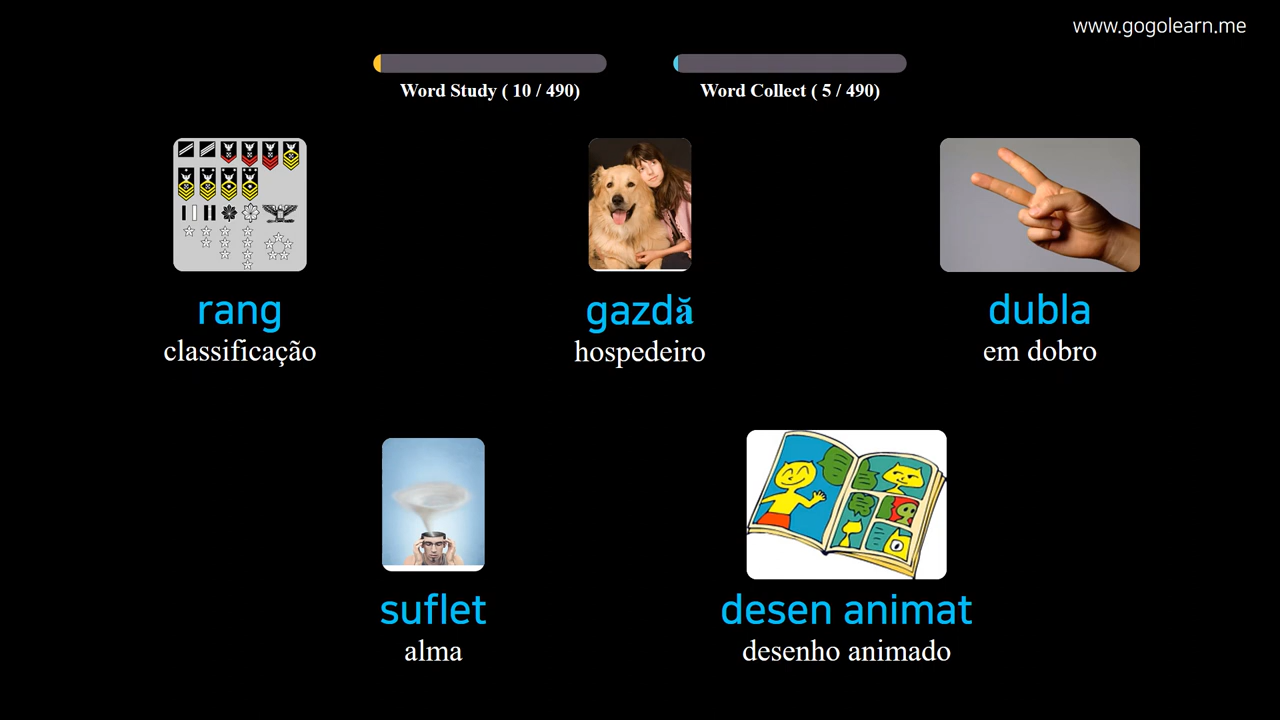 www.gogolearn.me
Word Study ( 10 / 490)
Word Collect ( 5 / 490)
rang
classificação
gazdă
hospedeiro
dubla
em dobro
suflet
alma
desen animat
desenho animado